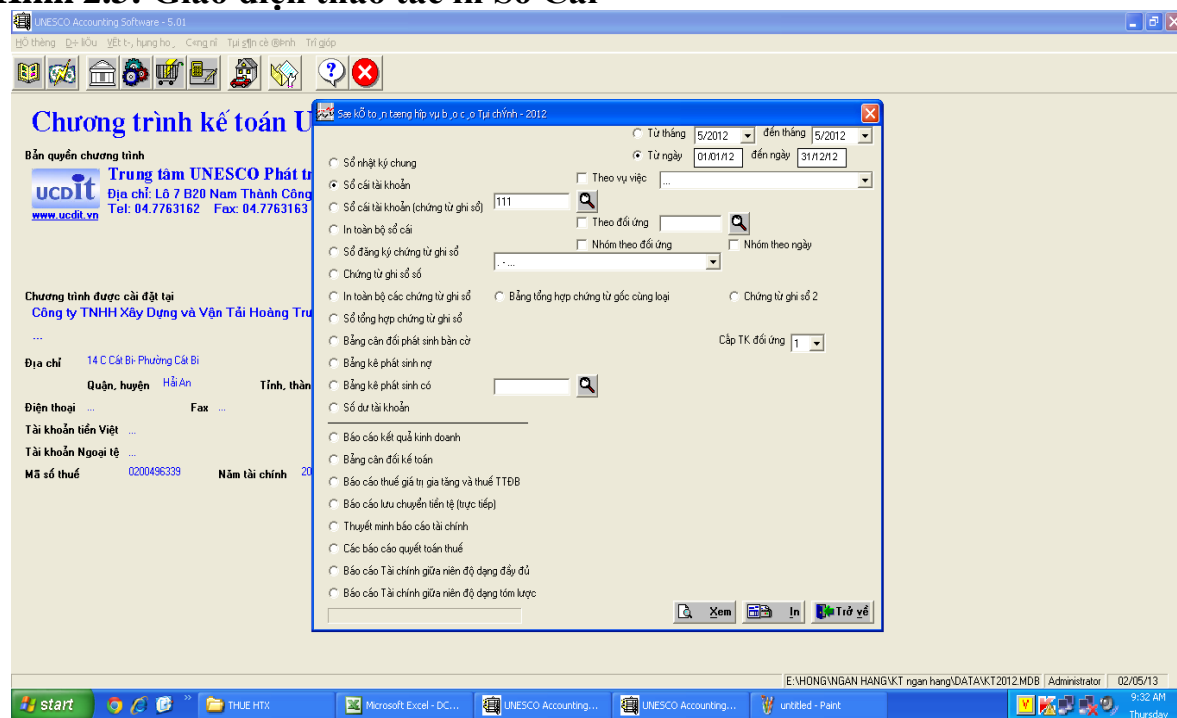 UNESCO Accounting Software - 5.01
Chương trình kế toán U
Bản quyền chương trình
Trung tâm UNESCO Phát tr
ucdit
Địa chỉ: Lô 7 B20 Nam Thành Công
www.ucdit.vn
Tel: 04.7763162 Fax: 04.7763163
Chương trình được cài đặt tại
Công ty TNHH Xây Dựng và Vận Tải Hoàng Trư
...
Địa chỉ 14 C Cát Bi- Phường Cát Bi
Quận, huyện Hải An Tỉnh, thàn
Điện thoại ... Fax ...
Tài khoản tiền Việt ...
Tài khoản Ngoại tệ ...
Mã số thuế 0200496339 Năm tài chính 20
Từ tháng 5/2012 đến tháng 5/2012
Từ ngày 01/01/12 đến ngày 31/12/12
Sổ nhật ký chung
Theo vụ việc ...
Sổ cái tài khoản
Sổ cái tài khoản (chứng từ ghi sổ) 111
Theo đối ứng
In toàn bộ sổ cái
Nhóm theo đối ứng Nhóm theo ngày
Sổ đăng ký chứng từ ghi sổ
. - ...
Chứng từ ghi sổ số
In toàn bộ các chứng từ ghi sổ Bảng tổng hợp chứng từ gốc cùng loại Chứng từ ghi sổ 2
Sổ tổng hợp chứng từ ghi sổ
Bảng cân đối phát sinh bàn cờ Cấp TK đối ứng 1
Bảng kê phát sinh nợ
Bảng kê phát sinh có
Số dư tài khoản
Báo cáo kết quả kinh doanh
Bảng cân đối kế toán
Báo cáo thuế giá trị gia tăng và thuế TTĐB
Báo cáo lưu chuyển tiền tệ (trực tiếp)
Thuyết minh báo cáo tài chính
Các báo cáo quyết toán thuế
Báo cáo Tài chính giữa niên độ dạng đầy đủ
Báo cáo Tài chính giữa niên độ dạng tóm lược
Xem In Trở về
E:\HONG\NGAN HANG\KT ngan hang\DATA\KT2012.MDB Administrator 02/05/13
start THUE HTX Microsoft Excel - DC... UNESCO Accounting... UNESCO Accounting... untitled - Paint 9:32 AM
Thursday